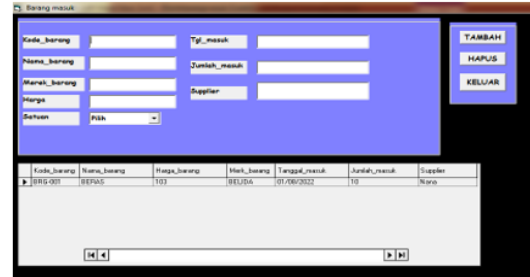 Barang masuk
Kode_barang
Tgl_masuk
Nama_barang
Jumlah_masuk
Merek_barang
Supplier
Harga
Satuan
Pilih
TAMBAH
HAPUS
KELUAR
Kode_barang Nama_barang Harga_barang Merk_barang Tanggal_masuk Jumlah_masuk Supplier
BRG-001 BERAS 103 BELIDA 01/08/2022 10 Nana